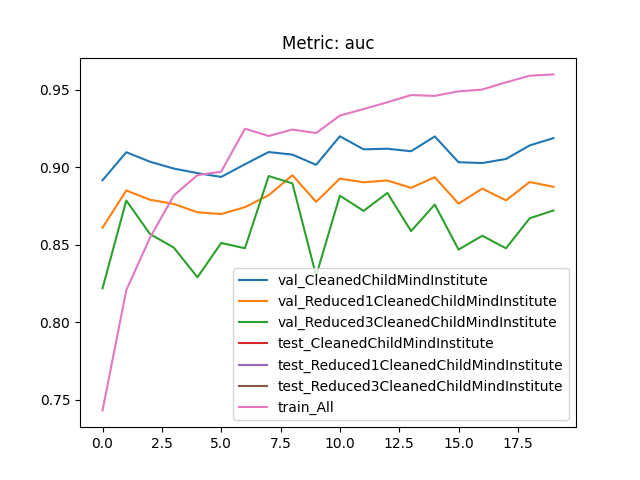 Metric: auc
0.95
0.90
0.85
0.80
0.75
val_CleanedChildMindInstitute
val_Reduced1CleanedChildMindInstitute
val_Reduced3CleanedChildMindInstitute
test_CleanedChildMindInstitute
test_Reduced1CleanedChildMindInstitute
test_Reduced3CleanedChildMindInstitute
train_All
0.0 2.5 5.0 7.5 10.0 12.5 15.0 17.5